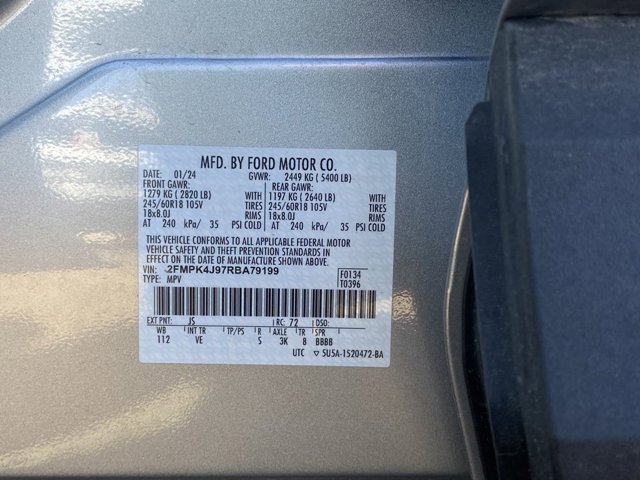 MFD. BY FORD MOTOR CO.
DATE: 01/24 GVWR: 2449 KG ( 5400 LB)
FRONT GAWR: REAR GAWR:
1279 KG ( 2820 LB) WITH 1197 KG ( 2640 LB) WITH
245/60R18 105V TIRES 245/60R18 105V TIRES
18x8.0J RIMS 18x8.0J RIMS
AT 240 kPa/ 35 PSI COLD AT 240 kPa/ 35 PSI COLD
THIS VEHICLE CONFORMS TO ALL APPLICABLE FEDERAL MOTOR
VEHICLE SAFETY AND THEFT PREVENTION STANDARDS IN
EFFECT ON THE DATE OF MANUFACTURE SHOWN ABOVE.
VIN: 2FMPK4J97RBA79199 F0134
TYPE: MPV T0396
EXT PNT: JS RC: 72 DSO:
WB INT TR TP/PS R AXLE TR SPR
112 VE S 3K 8 BBBB
UTC ▽ 5U5A-1520472-BA